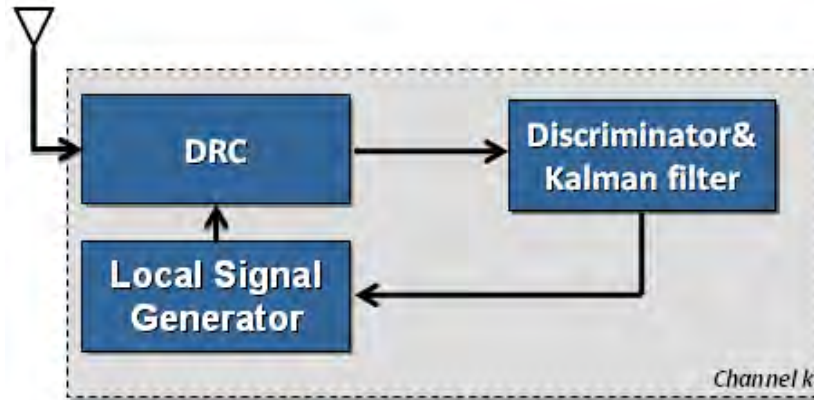 DRC
Discriminator&
Kalman filter
Local Signal
Generator
Channel k